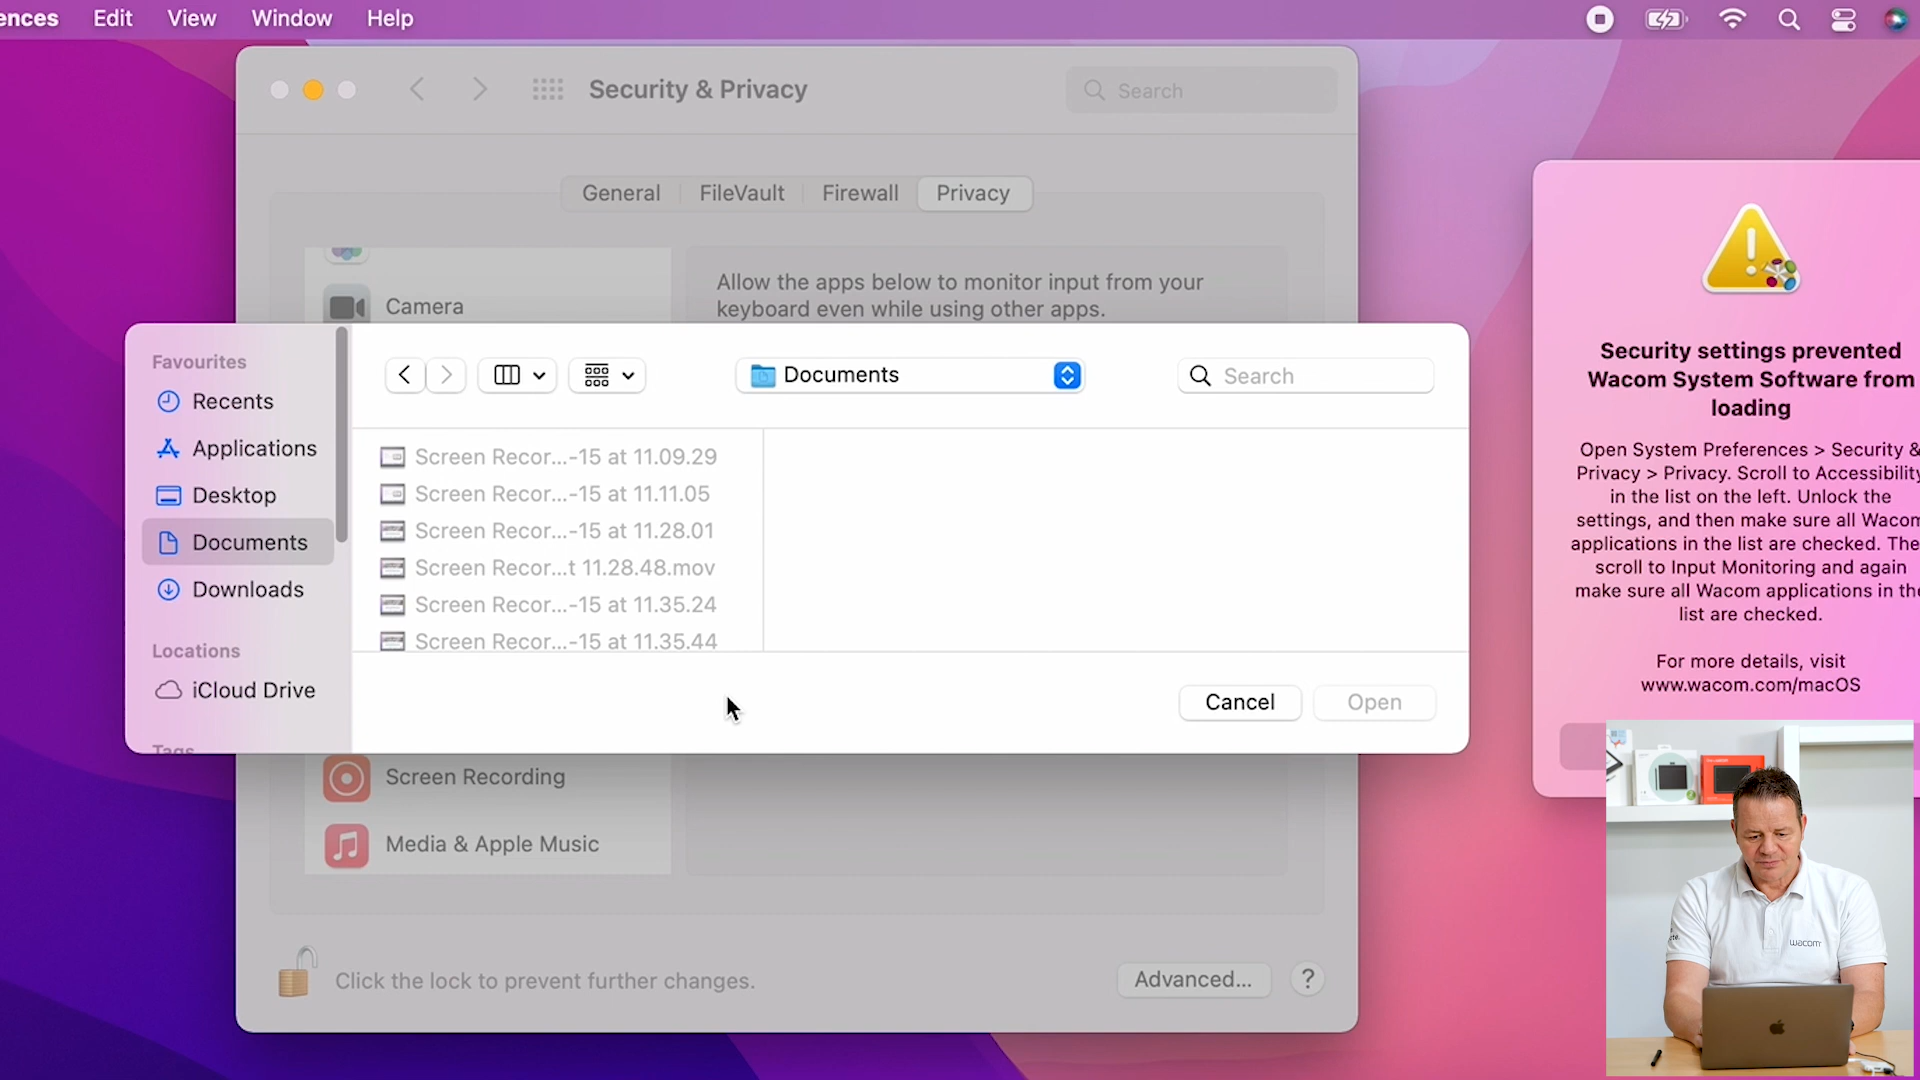 ences Edit View Window Help
Security & Privacy
Search
General FileVault Firewall Privacy
Camera
Allow the apps below to monitor input from your
keyboard even while using other apps.
Favourites
Recents
Applications
Desktop
Documents
Downloads
Locations
iCloud Drive
Tags
Documents
Search
Screen Recor...-15 at 11.09.29
Screen Recor...-15 at 11.11.05
Screen Recor...-15 at 11.28.01
Screen Recor...t 11.28.48.mov
Screen Recor...-15 at 11.35.24
Screen Recor...-15 at 11.35.44
Cancel Open
Screen Recording
Media & Apple Music
Click the lock to prevent further changes.
Advanced... ?
Security settings prevented
Wacom System Software from
loading
Open System Preferences > Security &
Privacy > Privacy. Scroll to Accessibility
in the list on the left. Unlock the
settings, and then make sure all Wacom
applications in the list are checked. The
scroll to Input Monitoring and again
make sure all Wacom applications in the
list are checked.
For more details, visit
www.wacom.com/macOS
wacom